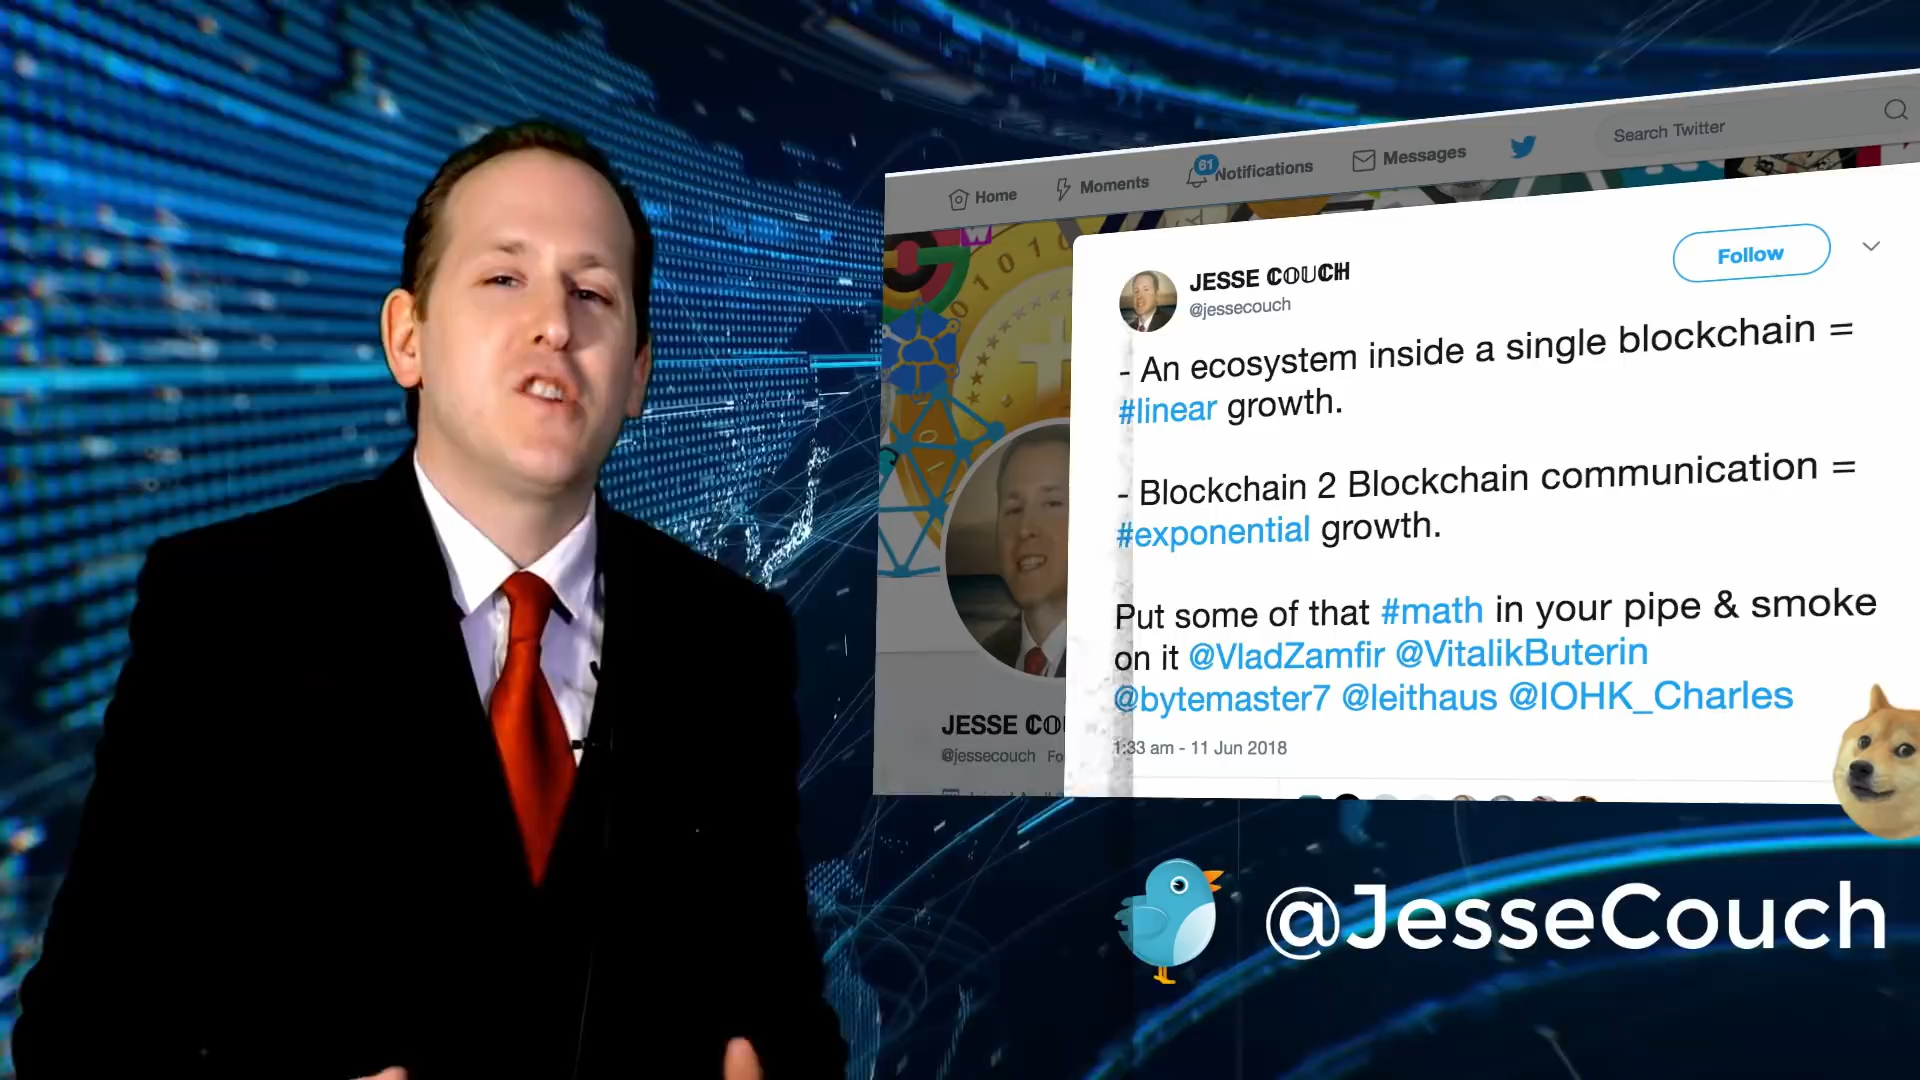 Home Moments 61 Notifications Messages Search Twitter
JESSE ℂ𝕆𝕌ℂℍ
@jessecouch
Follow
- An ecosystem inside a single blockchain =
#linear growth.
- Blockchain 2 Blockchain communication =
#exponential growth.
Put some of that #math in your pipe & smoke
on it @VladZamfir @VitalikButerin
@bytemaster7 @leithaus @IOHK_Charles
1:33 am - 11 Jun 2018
JESSE
@jessecouch
@JesseCouch